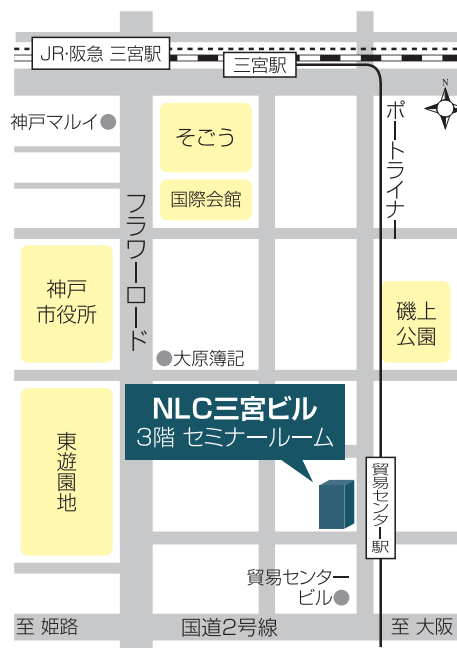 JR・阪急 三宮駅
三宮駅
N
神戸マルイ
そごう
ポートライナー
国際会館
フラワーロード
神戸
市役所
磯上
公園
大原簿記
NLC三宮ビル
3階 セミナールーム
東遊園地
貿易センター駅
貿易センター
ビル
至 姫路
国道2号線
至 大阪